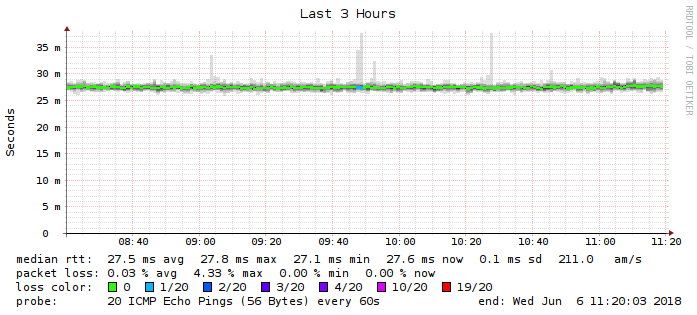 Last 3 Hours
RRDTOOL / TOBI OETIKER
Seconds
35 m
30 m
25 m
20 m
15 m
10 m
5 m
0
08:40 09:00 09:20 09:40 10:00 10:20 10:40 11:00 11:20
median rtt: 27.5 ms avg 27.8 ms max 27.1 ms min 27.6 ms now 0.1 ms sd 211.0 am/s
packet loss: 0.03 % avg 4.33 % max 0.00 % min 0.00 % now
loss color: 0 1/20 2/20 3/20 4/20 10/20 19/20
probe: 20 ICMP Echo Pings (56 Bytes) every 60s end: Wed Jun 6 11:20:03 2018